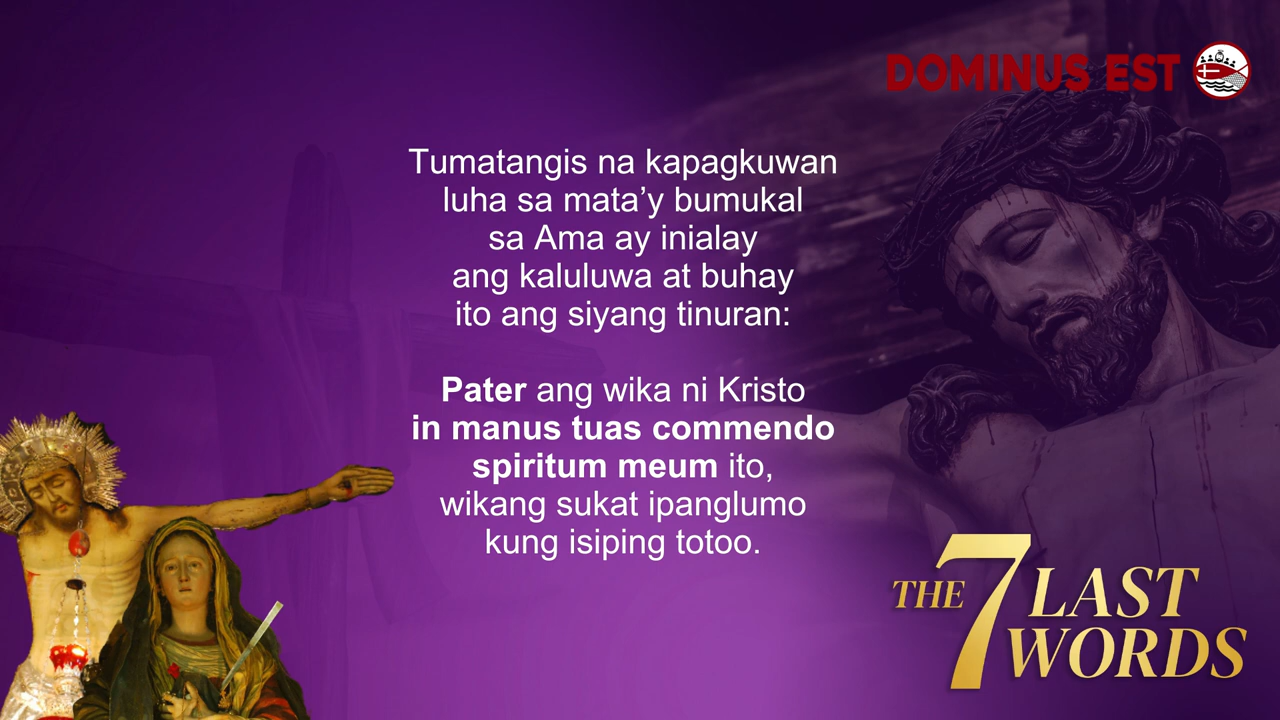 DOMINUS EST
Tumatangis na kapagkuwan
luha sa mata’y bumukal
sa Ama ay inialay
ang kaluluwa at buhay
ito ang siyang tinuran:
Pater ang wika ni Kristo
in manus tuas commendo
spiritum meum ito,
wikang sukat ipanglumo
kung isiping totoo.
THE 7 LAST
WORDS